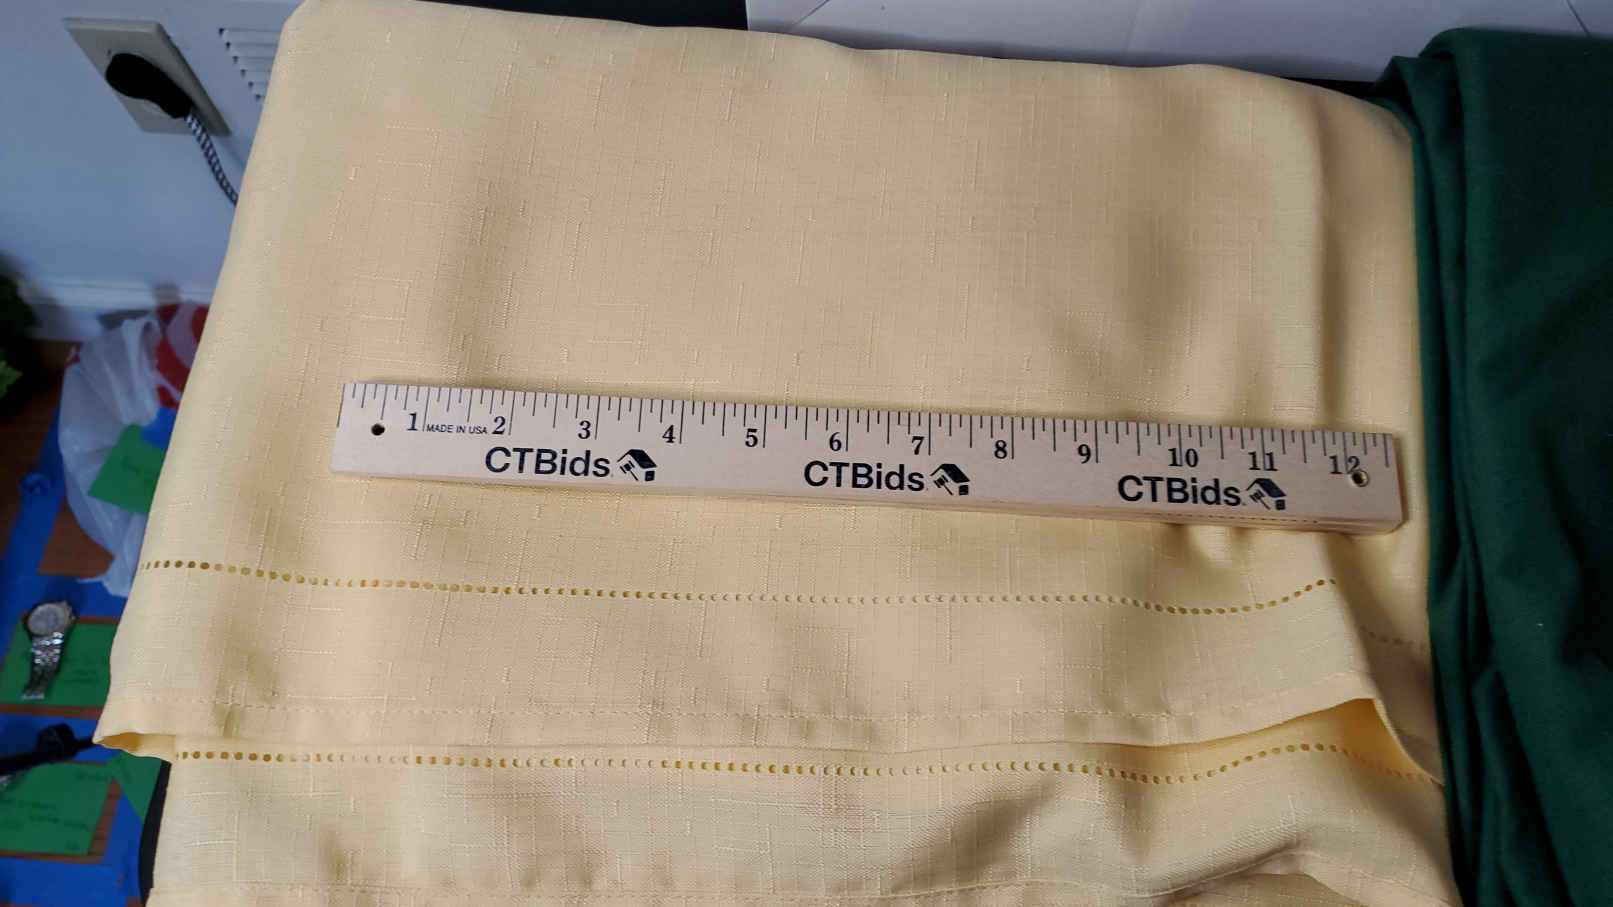 1 MADE IN USA 2 3 4 5 6 7 8 9 10 11 12
CTBids. CTBids. CTBids.